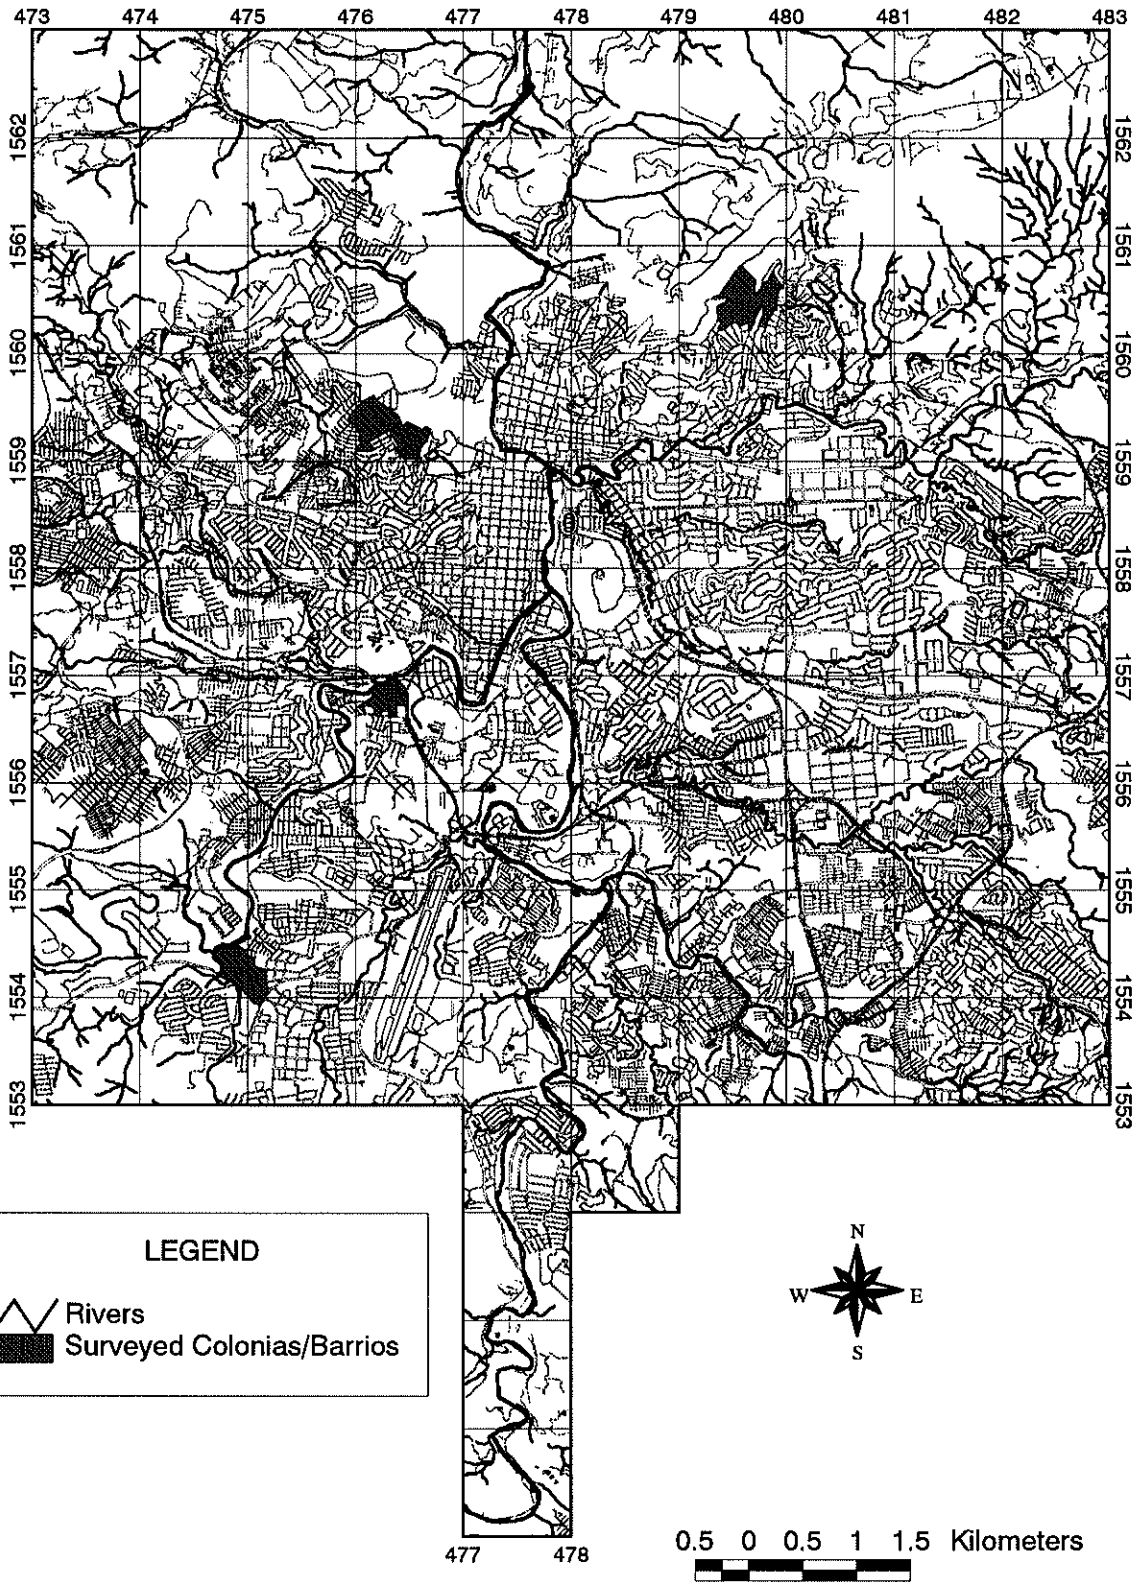 473 474 475 476 477 478 479 480 481 482 483
1562 1562
1561 1561
1560 1560
1559 1559
1558 1558
1557 1557
1556 1556
1555 1555
1554 1554
1553 1553
LEGEND
Rivers
Surveyed Colonias/Barrios
N
W E
S
477 478
0.5 0 0.5 1 1.5 Kilometers